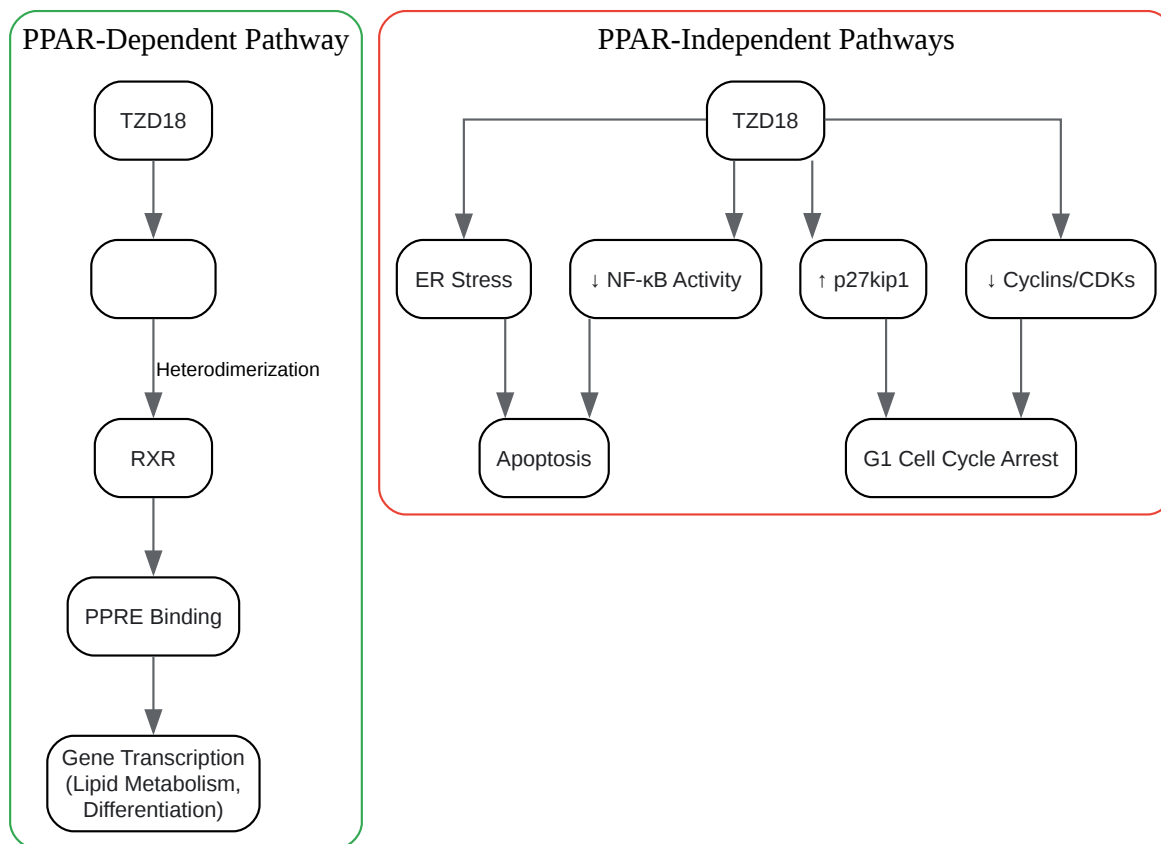 PPAR-Dependent Pathway
TZD18
Heterodimerization
RXR
PPRE Binding
Gene Transcription
(Lipid Metabolism,
Differentiation)
PPAR-Independent Pathways
TZD18
ER Stress
↓ NF-κB Activity
↑ p27kip1
↓ Cyclins/CDKs
Apoptosis
G1 Cell Cycle Arrest